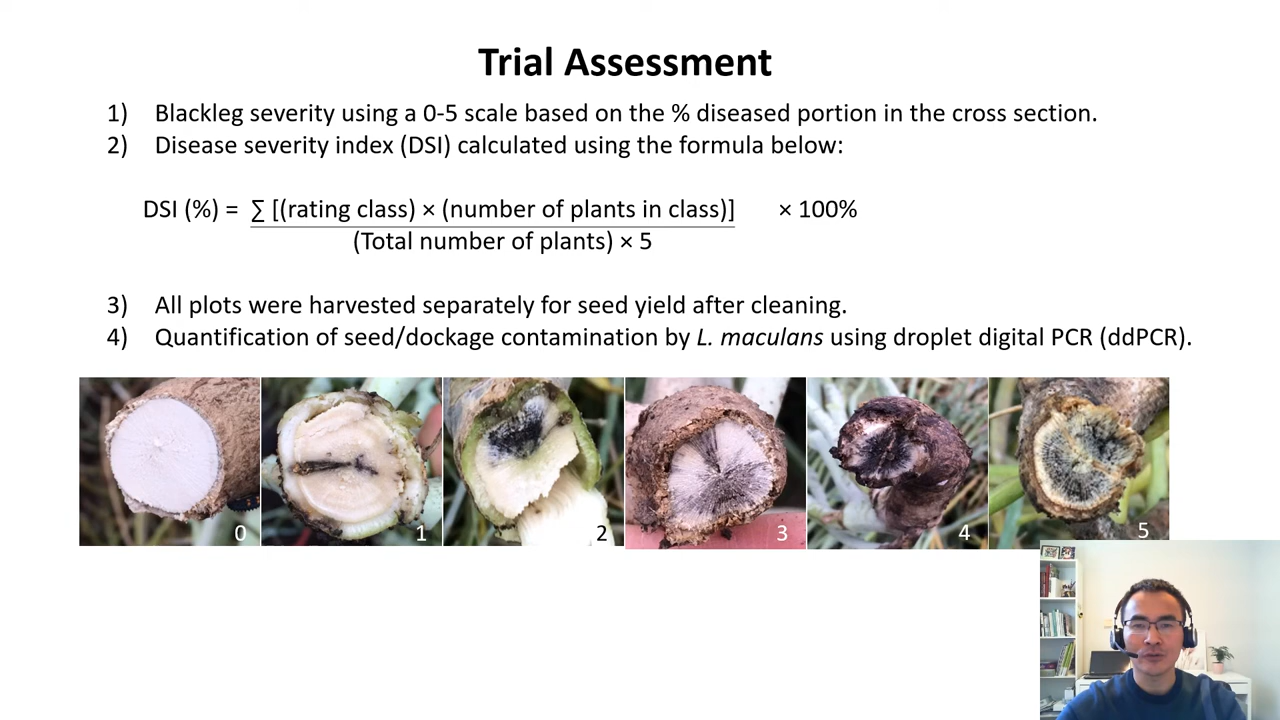 Trial Assessment
1) Blackleg severity using a 0-5 scale based on the % diseased portion in the cross section.
2) Disease severity index (DSI) calculated using the formula below:
DSI (%) = ∑ [(rating class) × (number of plants in class)] × 100%
(Total number of plants) × 5
3) All plots were harvested separately for seed yield after cleaning.
4) Quantification of seed/dockage contamination by L. maculans using droplet digital PCR (ddPCR).
0 1 2 3 4 5